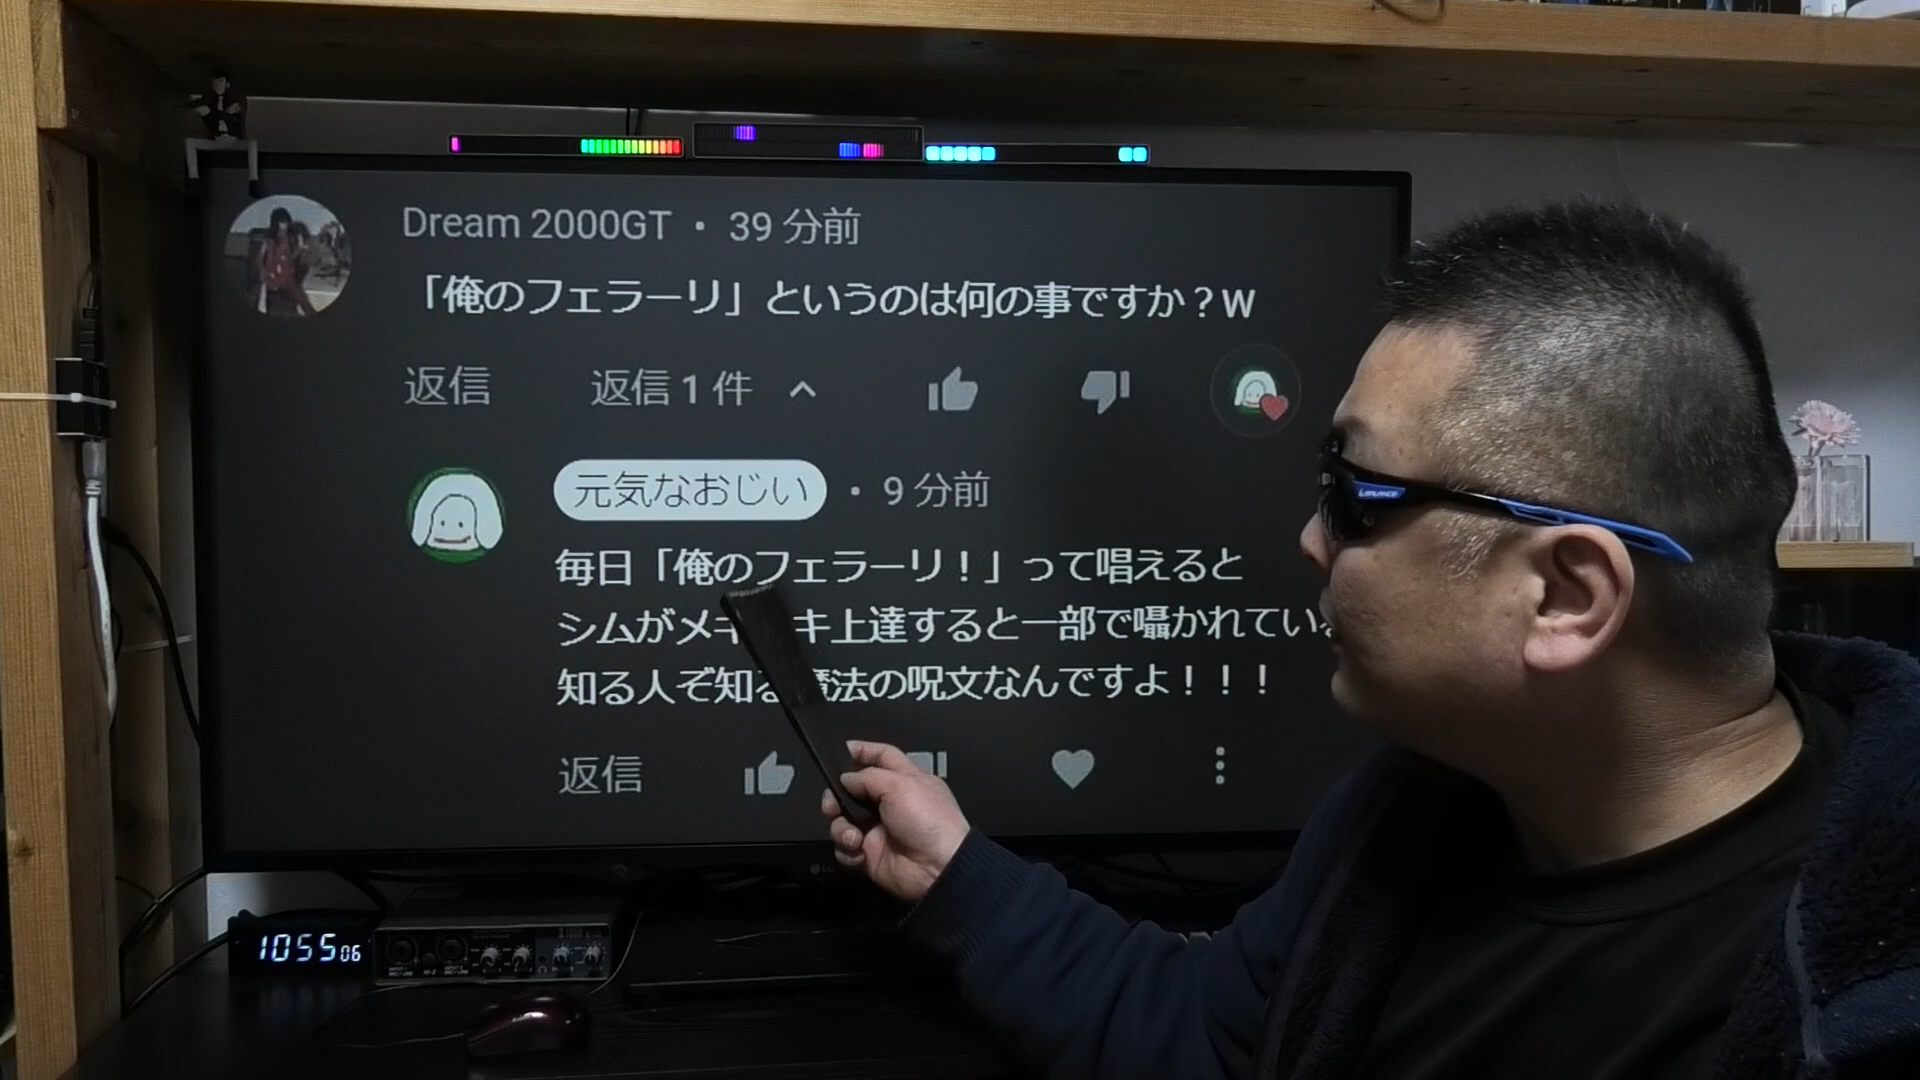 Dream 2000GT ・ 39 分前
「俺のフェラーリ」というのは何の事ですか？W
返信 返信 1 件
元気なおじい ・ 9 分前
毎日「俺のフェラーリ！」って唱えると
シムがメキ キ上達すると一部で囁かれてい
知る人ぞ知る 法の呪文なんですよ！！！
返信
LG
1055 06